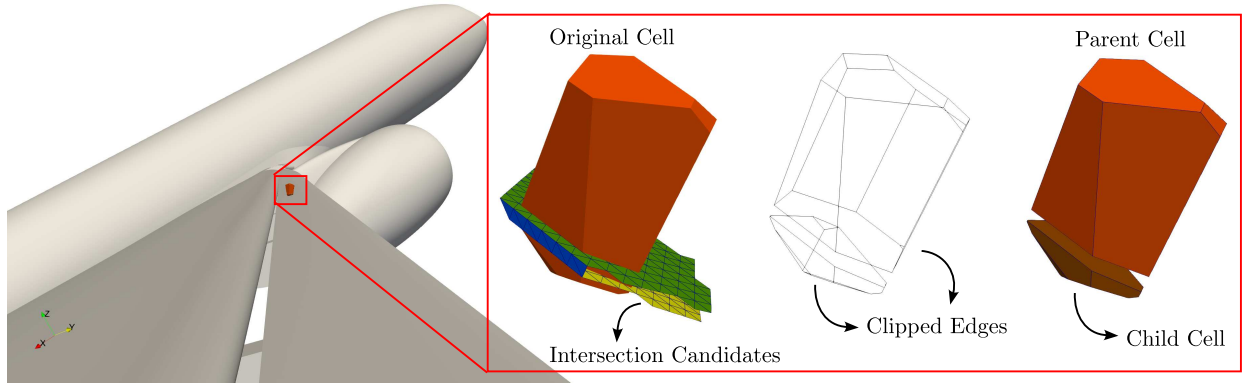 Original Cell
Parent Cell
Z
Y
X
Clipped Edges
Child Cell
Intersection Candidates